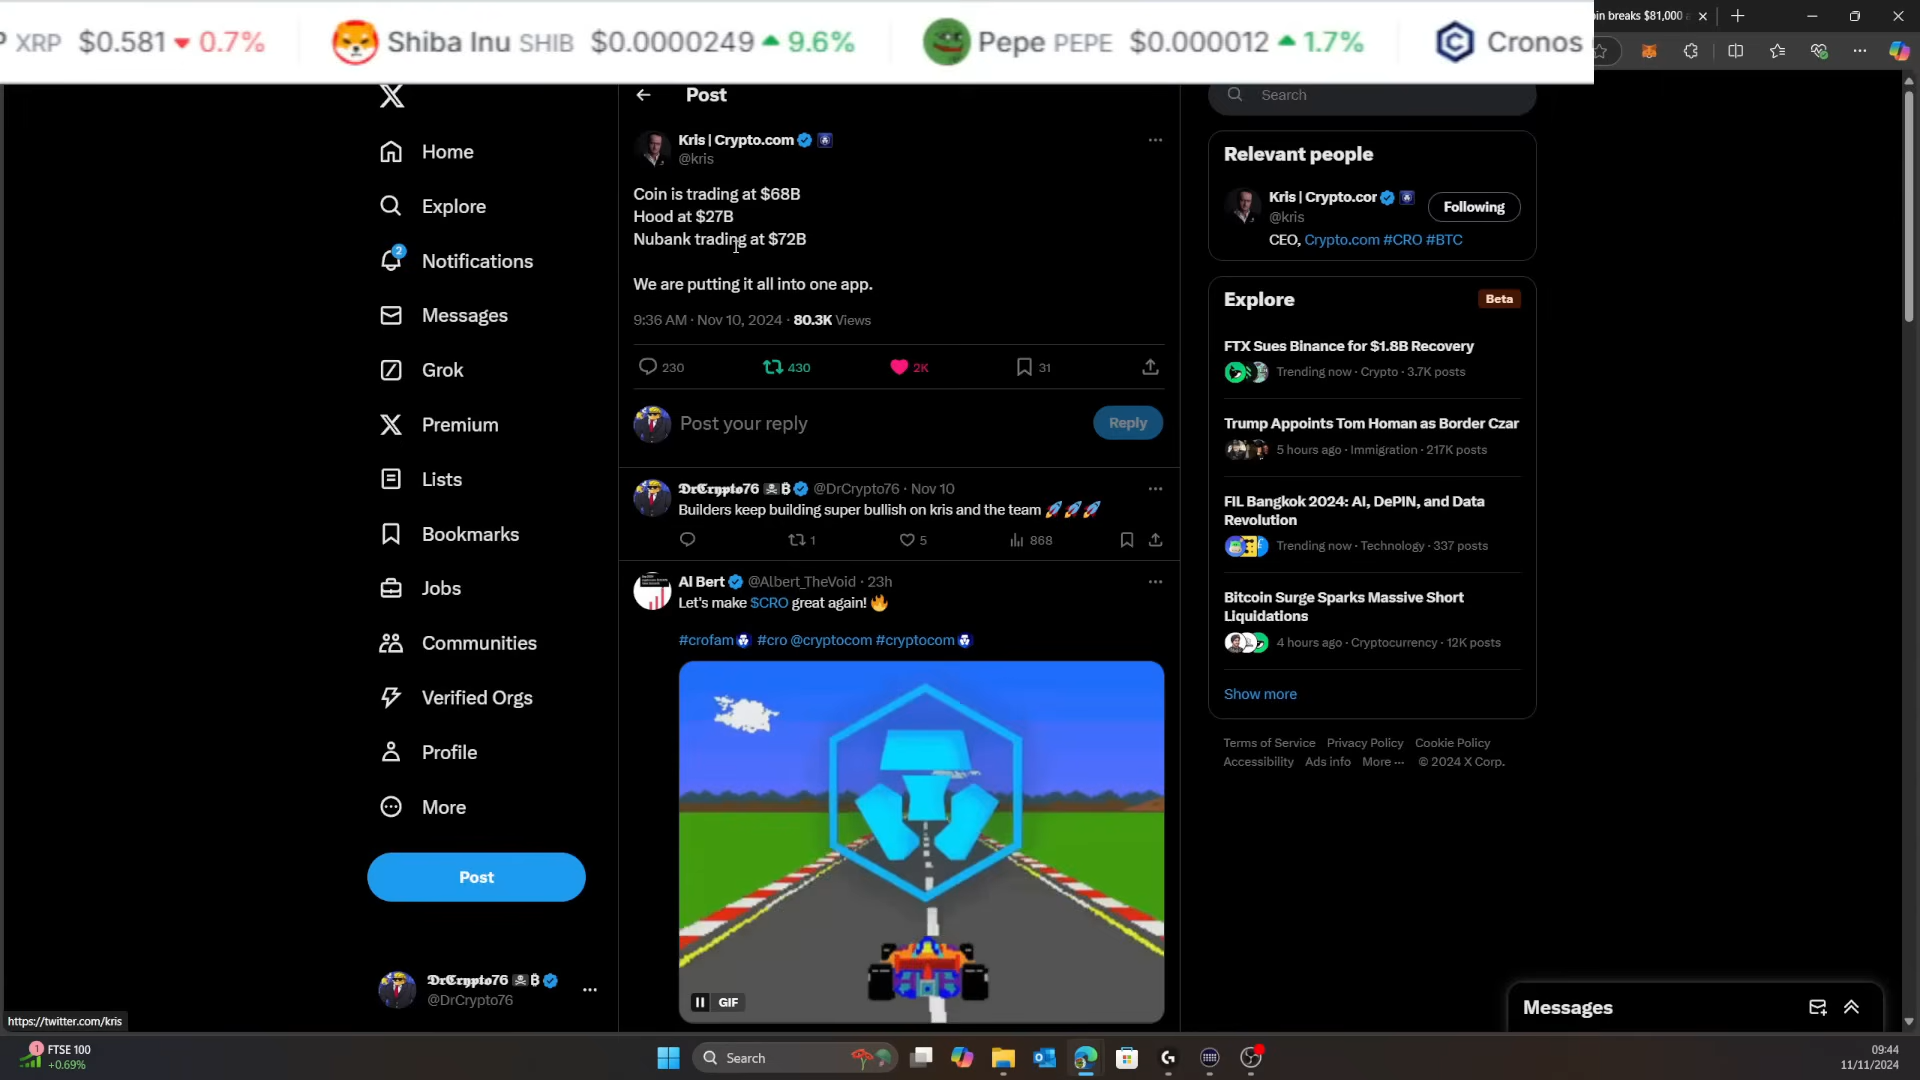 P XRP $0.581 ▼ 0.7% Shiba Inu SHIB $0.0000249 ▲ 9.6% Pepe PEPE $0.000012 ▲ 1.7% Cronos
oin breaks $81,000
Post
Search
Home
Explore
Notifications
2
Messages
Grok
Premium
Lists
Bookmarks
Jobs
Communities
Verified Orgs
Profile
More
Post
DrCrypto76
@DrCrypto76
Kris | Crypto.com
@kris
Coin is trading at $68B
Hood at $27B
Nubank trading at $72B
We are putting it all into one app.
9:36 AM · Nov 10, 2024 · 80.3K Views
230 430 2K 31
Post your reply
Reply
DrCrypto76 @DrCrypto76 · Nov 10
Builders keep building super bullish on kris and the team 🚀🚀🚀
1 5 868
Al Bert @Albert_TheVoid · 23h
Let's make $CRO great again! 🔥
#crofam #cro @cryptocom #cryptocom
GIF
Relevant people
Kris | Crypto.cor
@kris
Following
CEO, Crypto.com #CRO #BTC
Explore
Beta
FTX Sues Binance for $1.8B Recovery
Trending now · Crypto · 3.7K posts
Trump Appoints Tom Homan as Border Czar
5 hours ago · Immigration · 217K posts
FIL Bangkok 2024: AI, DePIN, and Data
Revolution
Trending now · Technology · 337 posts
Bitcoin Surge Sparks Massive Short
Liquidations
4 hours ago · Cryptocurrency · 12K posts
Show more
Terms of Service Privacy Policy Cookie Policy
Accessibility Ads info More ··· © 2024 X Corp.
Messages
https://twitter.com/kris
1
FTSE 100
+0.69%
Search
09:44
11/11/2024